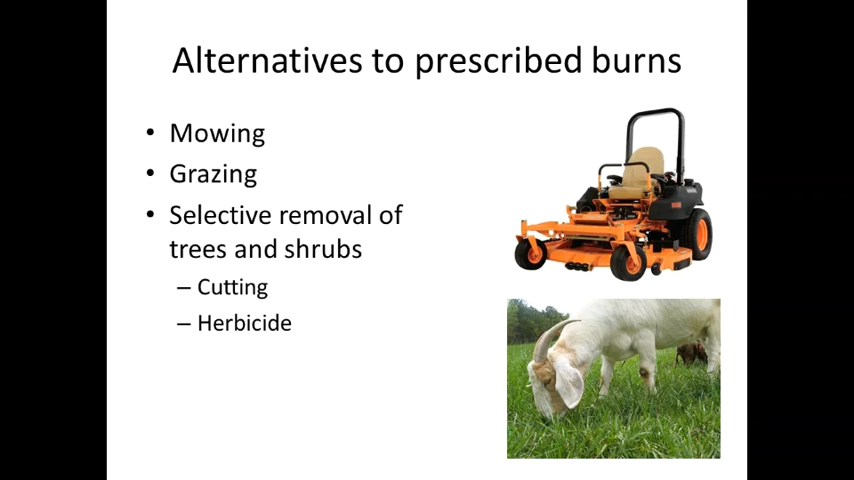 Alternatives to prescribed burns
• Mowing
• Grazing
• Selective removal of
trees and shrubs
– Cutting
– Herbicide